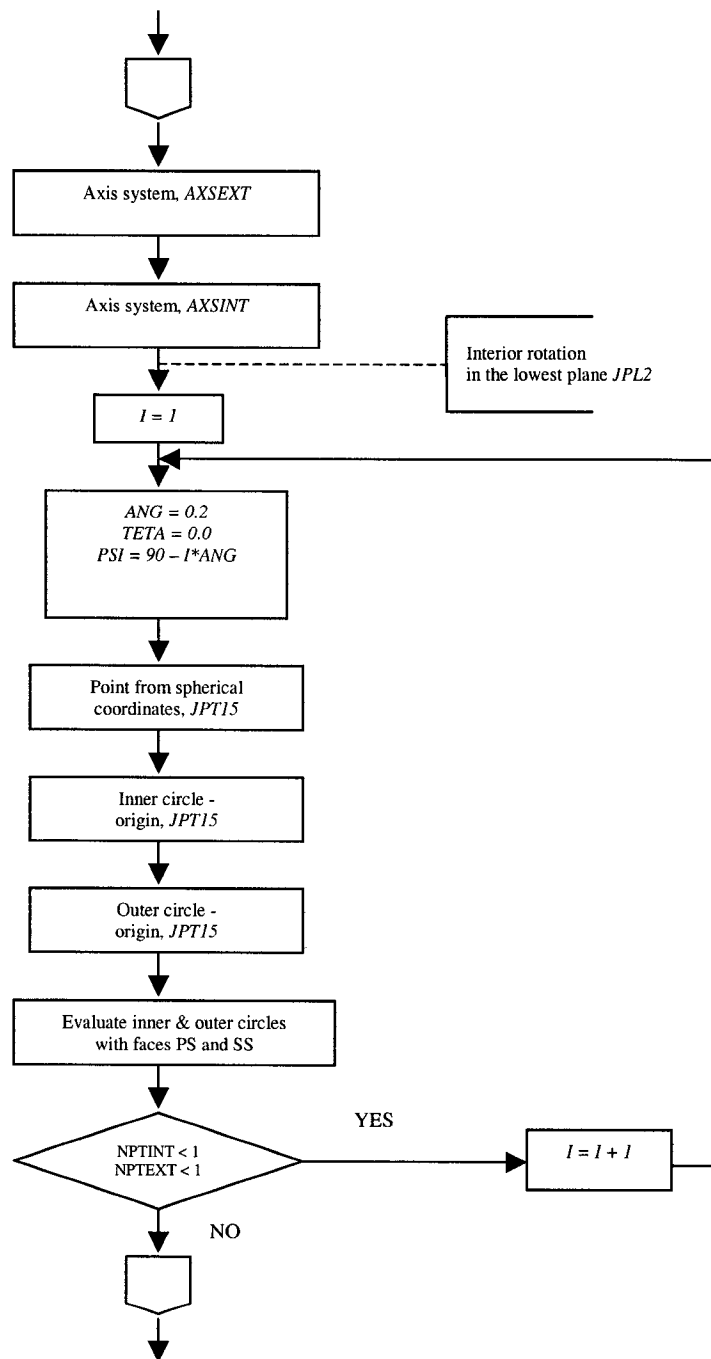 Axis system, AXSEXT
Axis system, AXSINT
Interior rotation
in the lowest plane JPL2
I = 1
ANG = 0.2
TETA = 0.0
PSI = 90 – I*ANG
Point from spherical
coordinates, JPT15
Inner circle -
origin, JPT15
Outer circle -
origin, JPT15
Evaluate inner & outer circles
with faces PS and SS
YES
NPTINT < 1
NPTEXT < 1
I = I + 1
NO